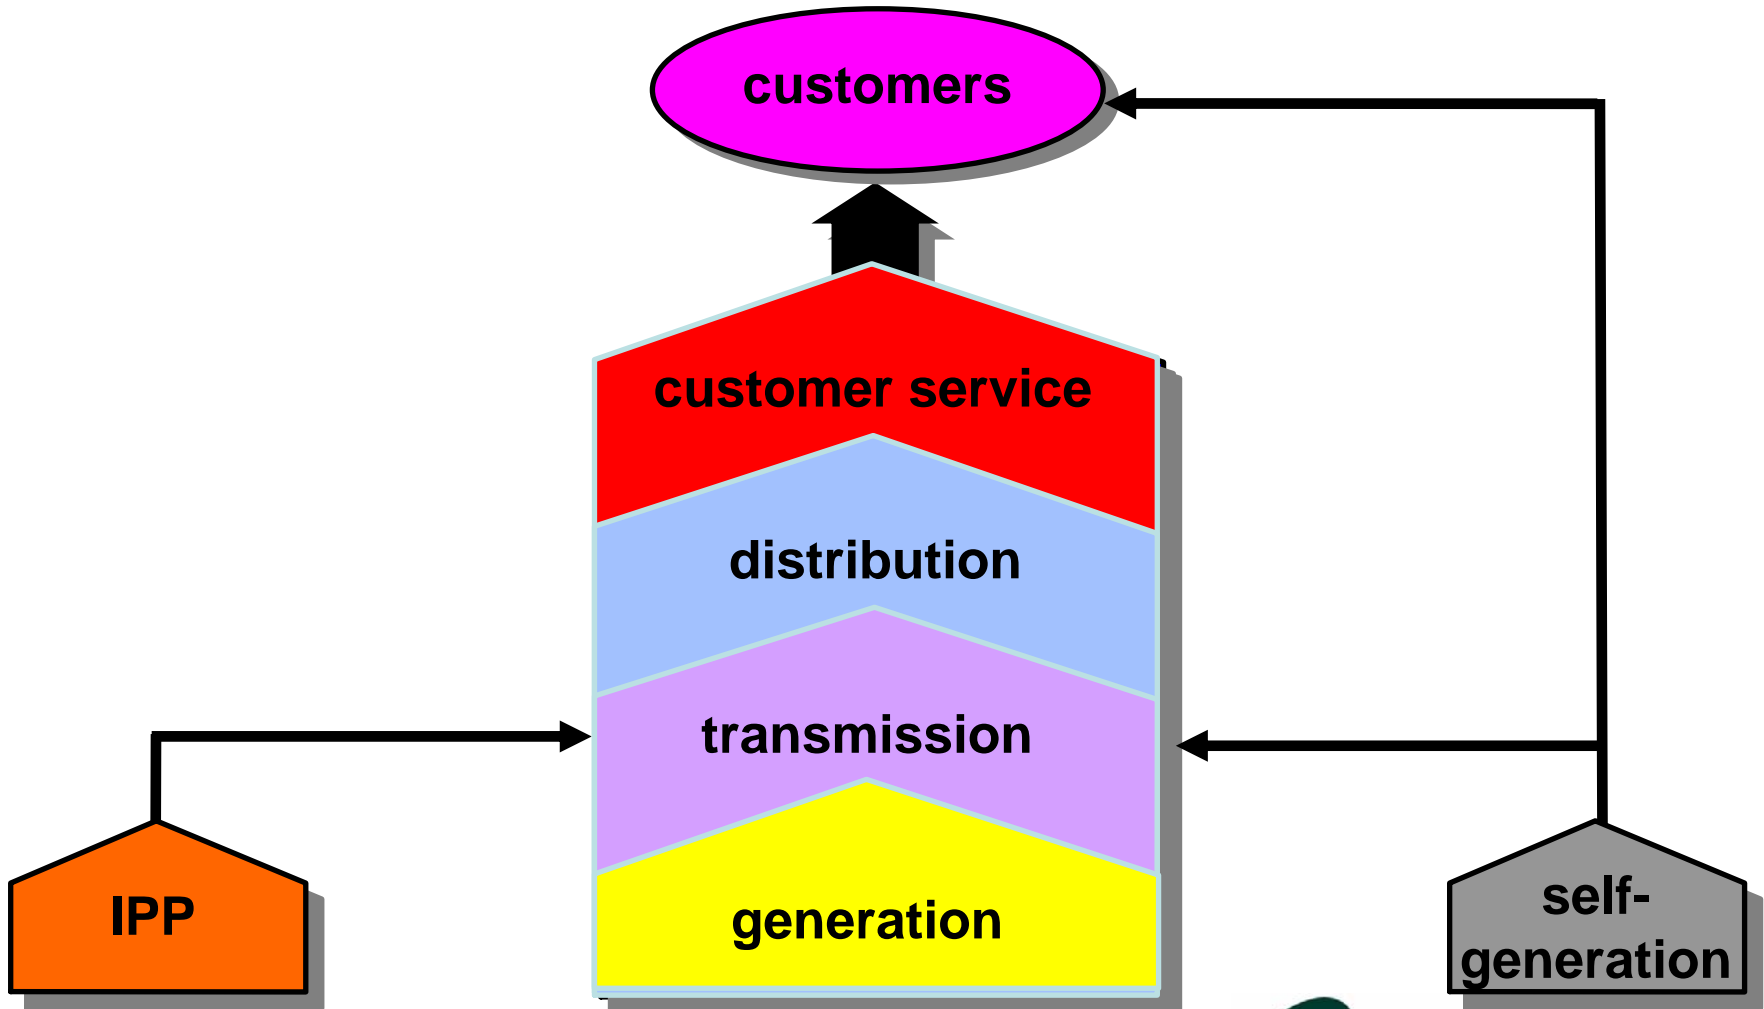 customers
customer service
distribution
transmission
generation
IPP
self-
generation